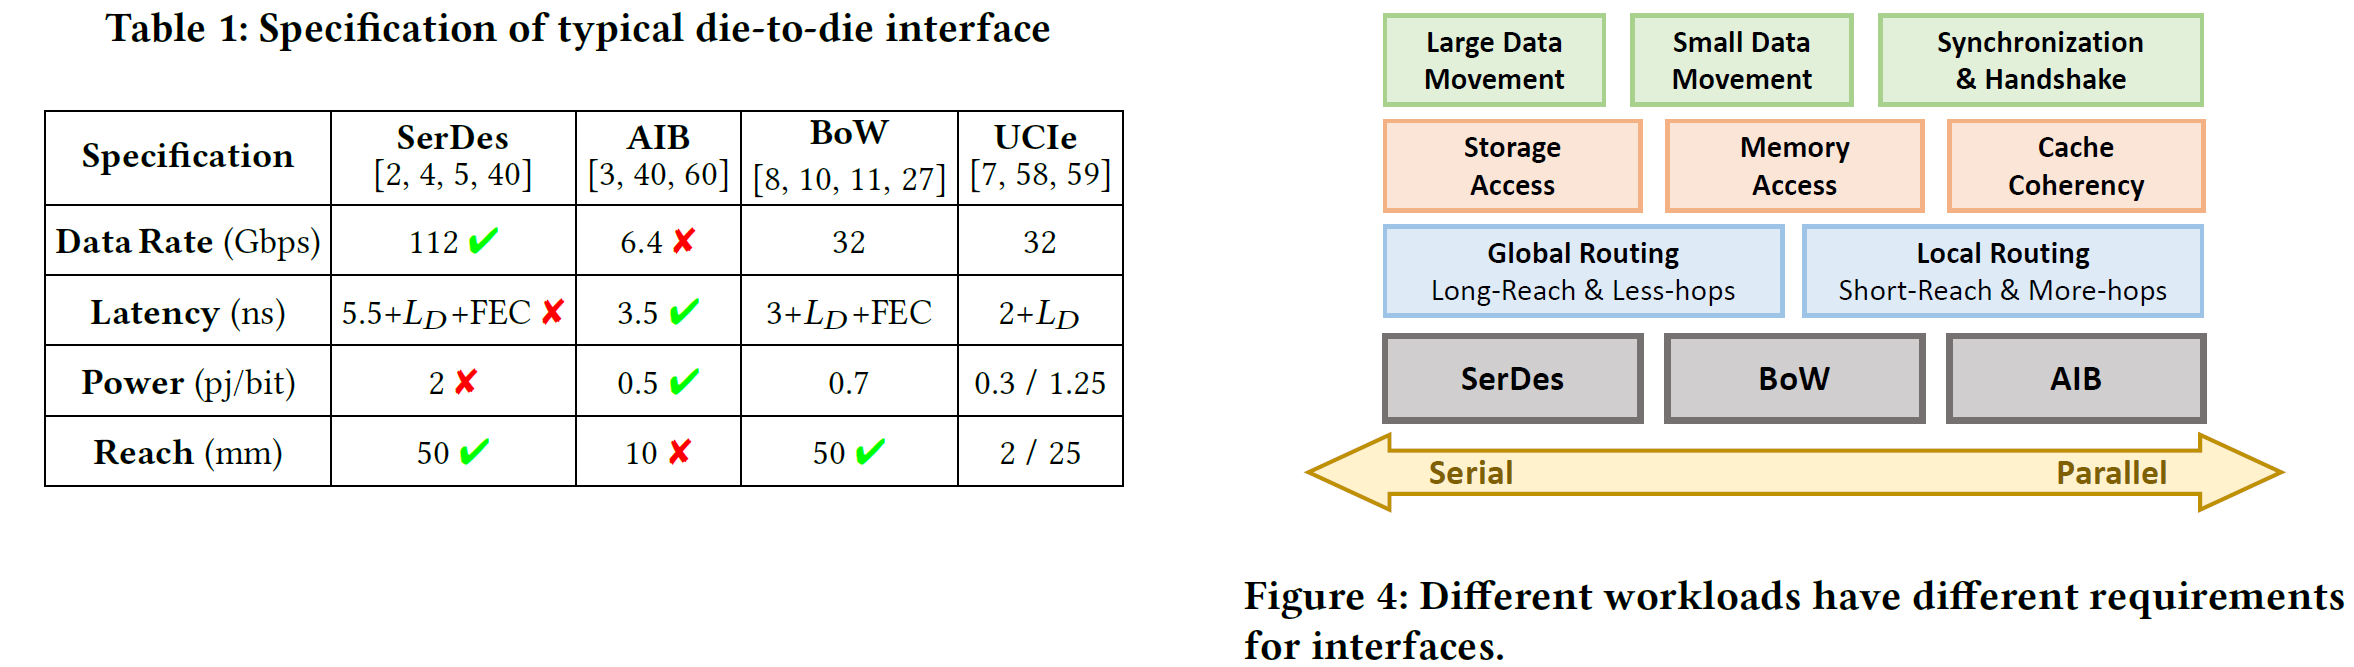 Table 1: Specification of typical die-to-die interface
Specification SerDes AIB BoW UCIe
[2, 4, 5, 40] [3, 40, 60] [8, 10, 11, 27] [7, 58, 59]
Data Rate (Gbps) 112 ✔ 6.4 ✘ 32 32
Latency (ns) 5.5+L_D+FEC ✘ 3.5 ✔ 3+L_D+FEC 2+L_D
Power (pj/bit) 2 ✘ 0.5 ✔ 0.7 0.3 / 1.25
Reach (mm) 50 ✔ 10 ✘ 50 ✔ 2 / 25
Large Data
Movement
Small Data
Movement
Synchronization
& Handshake
Storage
Access
Memory
Access
Cache
Coherency
Global Routing
Long-Reach & Less-hops
Local Routing
Short-Reach & More-hops
SerDes
BoW
AIB
Serial
Parallel
Figure 4: Different workloads have different requirements
for interfaces.